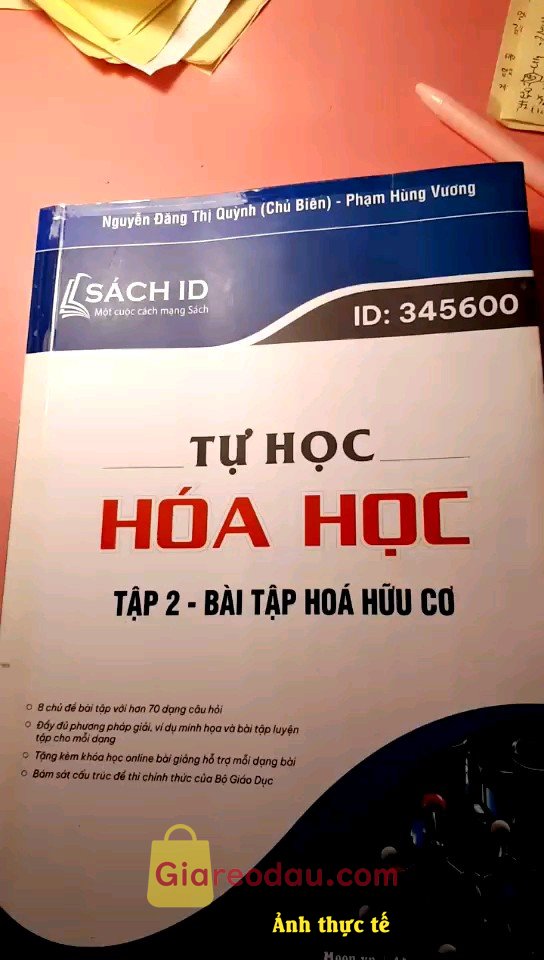 Nguyễn Đăng Thị Quỳnh (Chủ Biên) - Phạm Hùng Vương
SÁCH ID
Một cuộc cách mạng Sách
ID: 345600
TỰ HỌC
HÓA HỌC
TẬP 2 - BÀI TẬP HOÁ HỮU CƠ
8 chủ đề bài tập với hơn 70 dạng câu hỏi
Đầy đủ phương pháp giải, ví dụ minh họa và bài tập luyện
tập cho mỗi dạng
Tặng kèm khóa học online bài giảng hỗ trợ mỗi dạng bài
Bám sát cấu trúc đề thi chính thức của Bộ Giáo Dục
Giareodau.com
Ảnh thực tế